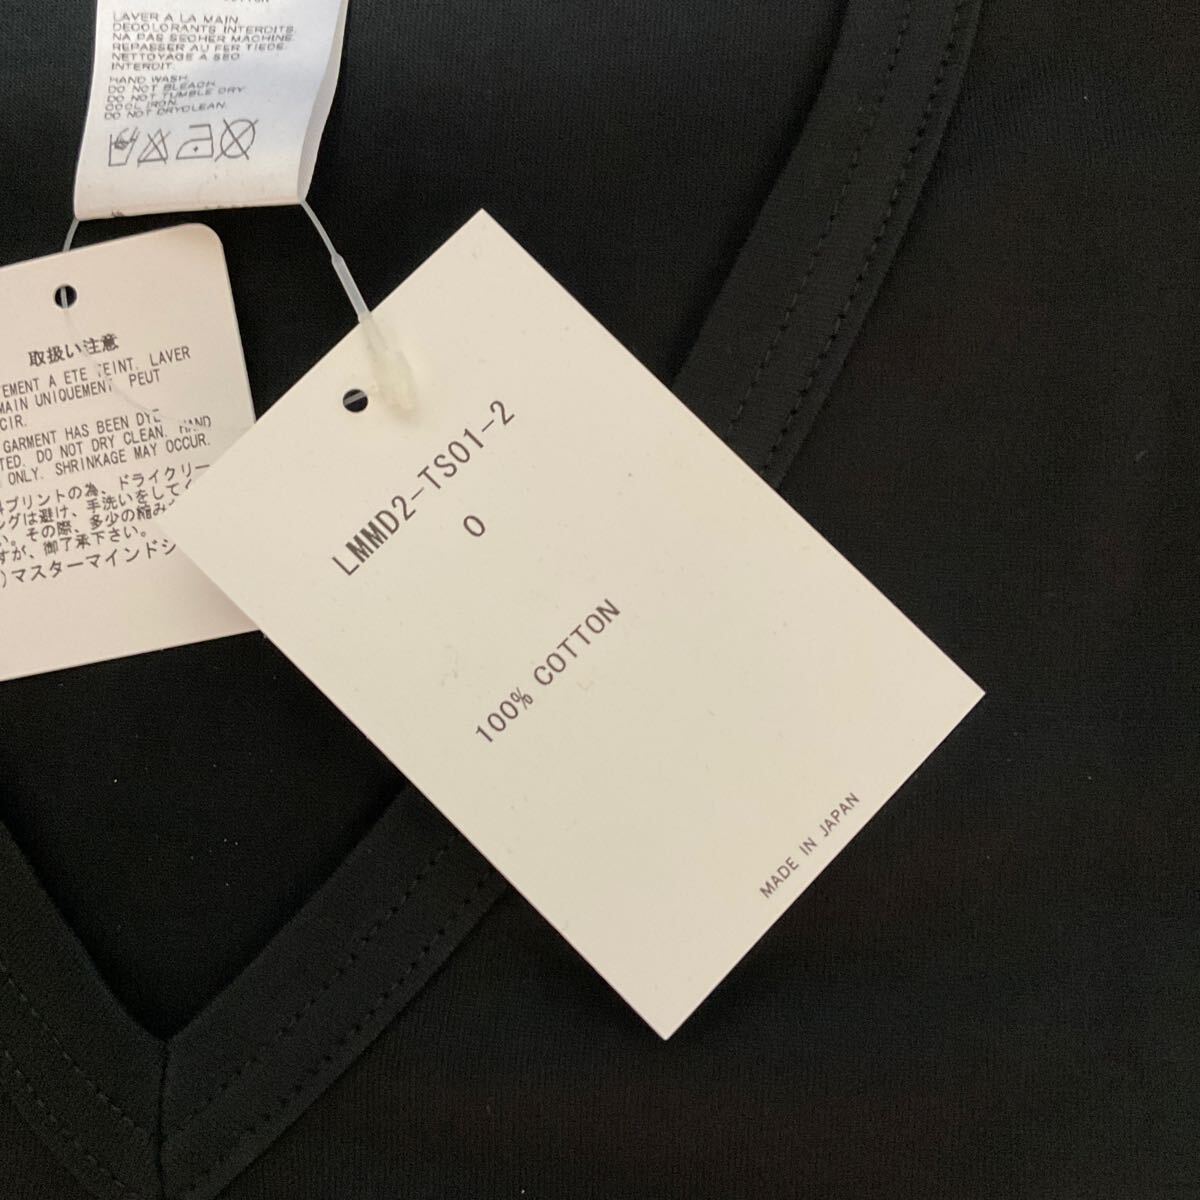 COTTON
LAVER A LA MAIN.
DECOLORANTS INTERDITS.
NA PAS SECHER MACHINE.
REPASSER AU FER TIEDE.
NETTOYAGE A SEC
INTERDIT.
HAND WASH.
DO NOT BLEACH.
DO NOT TUMBLE DRY.
COOL IRON.
DO NOT DRYCLEAN.
取扱い注意
TEMENT A ETE TEINT. LAVER
MAIN UNIQUEMENT PEUT
CIR.
GARMENT HAS BEEN DYE
TED. DO NOT DRY CLEAN. HAND
ONLY. SHRINKAGE MAY OCCUR.
プリントの為、ドライクリー
ングは避け、手洗いをしてく
い。その際、多少の縮み
すが、御了承下さい。
)マスターマインドジ
LMMD2-TS01-2
0
100% COTTON
MADE IN JAPAN